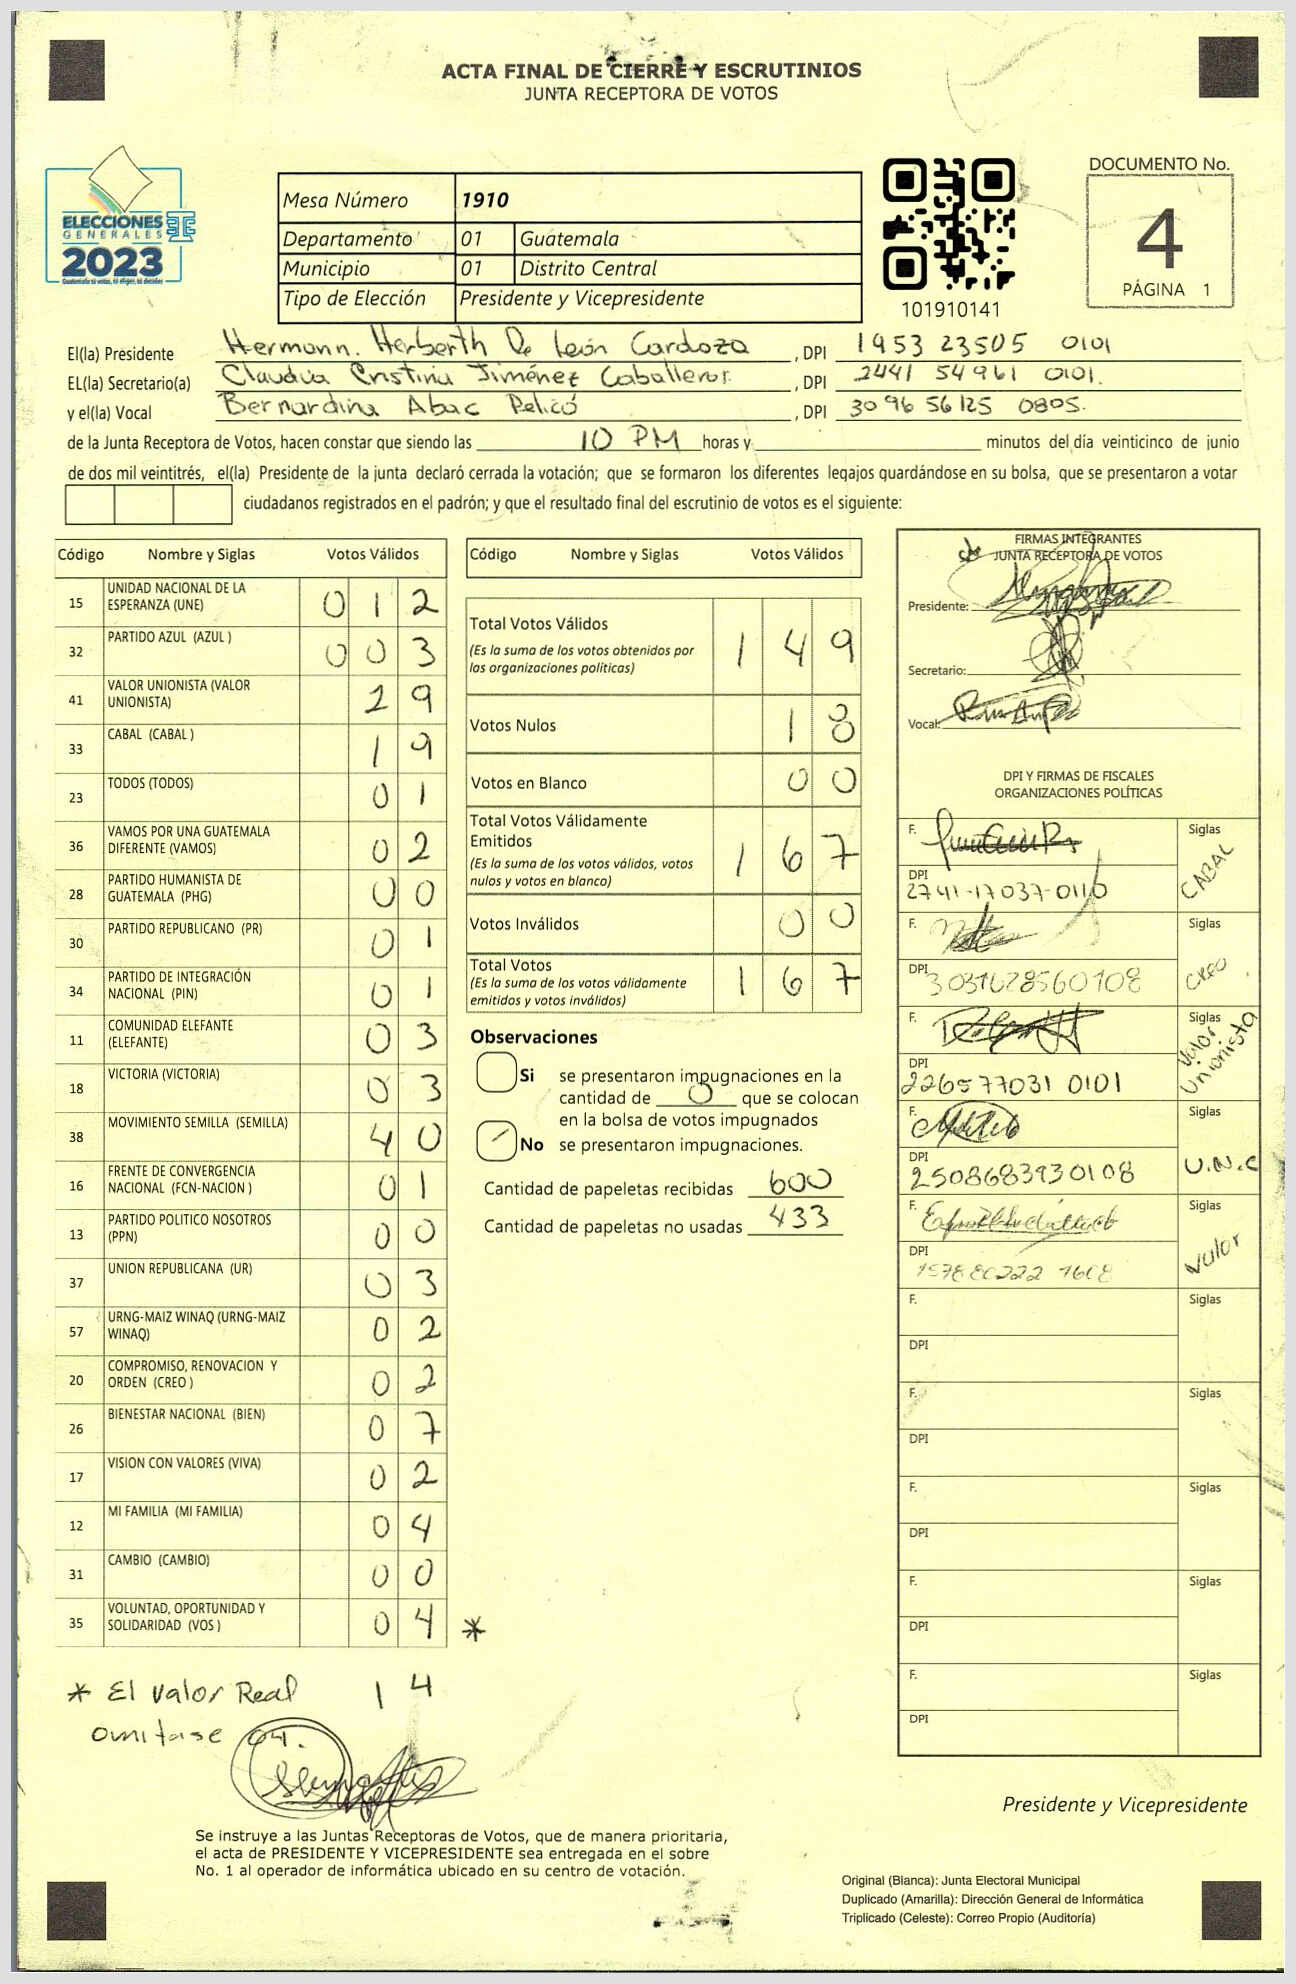 ACTA FINAL DE CIERRE Y ESCRUTINIOS
JUNTA RECEPTORA DE VOTOS
ELECCIONES
GENERALES
2023
Mesa Número 1910
Departamento 01 Guatemala
Municipio 01 Distrito Central
Tipo de Elección Presidente y Vicepresidente
101910141
DOCUMENTO No.
4
PÁGINA 1
El(la) Presidente Hermann. Herberth De León Cardoza, DPI 1953 23505 0101
EL(la) Secretario(a) Claudia Cristina Jiménez Caballeros, DPI 2441 54961 0101.
y el(la) Vocal Bernardina Abac Pelicó, DPI 3096 56125 0805.
de la Junta Receptora de Votos, hacen constar que siendo las 10 PM horas y minutos del día veinticinco de junio
de dos mil veintitrés, el(la) Presidente de la junta declaró cerrada la votación; que se formaron los diferentes legajos quardándose en su bolsa, que se presentaron a votar
ciudadanos registrados en el padrón; y que el resultado final del escrutinio de votos es el siguiente:
Código Nombre y Siglas Votos Válidos
15 UNIDAD NACIONAL DE LA ESPERANZA (UNE) 0 1 2
32 PARTIDO AZUL (AZUL ) 0 0 3
41 VALOR UNIONISTA (VALOR UNIONISTA) 2 9
33 CABAL (CABAL ) 1 9
23 TODOS (TODOS) 0 1
36 VAMOS POR UNA GUATEMALA DIFERENTE (VAMOS) 0 2
28 PARTIDO HUMANISTA DE GUATEMALA (PHG) 0 0
30 PARTIDO REPUBLICANO (PR) 0 1
34 PARTIDO DE INTEGRACIÓN NACIONAL (PIN) 0 1
11 COMUNIDAD ELEFANTE (ELEFANTE) 0 3
18 VICTORIA (VICTORIA) 0 3
38 MOVIMIENTO SEMILLA (SEMILLA) 4 0
16 FRENTE DE CONVERGENCIA NACIONAL (FCN-NACION ) 0 1
13 PARTIDO POLITICO NOSOTROS (PPN) 0 0
37 UNION REPUBLICANA (UR) 0 3
57 URNG-MAIZ WINAQ (URNG-MAIZ WINAQ) 0 2
20 COMPROMISO, RENOVACION Y ORDEN (CREO ) 0 2
26 BIENESTAR NACIONAL (BIEN) 0 7
17 VISION CON VALORES (VIVA) 0 2
12 MI FAMILIA (MI FAMILIA) 0 4
31 CAMBIO (CAMBIO) 0 0
35 VOLUNTAD, OPORTUNIDAD Y SOLIDARIDAD (VOS ) 0 4 *
* El Valor Real 1 4
omitase 04.
Código Nombre y Siglas Votos Válidos
Total Votos Válidos 1 4 9
(Es la suma de los votos obtenidos por
las organizaciones políticas)
Votos Nulos 1 8
Votos en Blanco 0 0
Total Votos Válidamente
Emitidos 1 6 7
(Es la suma de los votos válidos, votos
nulos y votos en blanco)
Votos Inválidos 0 0
Total Votos 1 6 7
(Es la suma de los votos válidamente
emitidos y votos inválidos)
Observaciones
Si se presentaron impugnaciones en la
cantidad de 0 que se colocan
en la bolsa de votos impugnados
No se presentaron impugnaciones.
Cantidad de papeletas recibidas 600
Cantidad de papeletas no usadas 433
FIRMAS INTEGRANTES
JUNTA RECEPTORA DE VOTOS
Presidente:
Secretario:
Vocal:
DPI Y FIRMAS DE FISCALES
ORGANIZACIONES POLÍTICAS
F. Siglas CABAL
DPI 2741-17037-0110
F. Siglas CREO
DPI 3031628560108
F. Siglas Valor Unionista
DPI 226577031 0101
F. Siglas U.N.E
DPI 2508683930108
F. Siglas Valor
DPI
F. Siglas
DPI
F. Siglas
DPI
F. Siglas
DPI
F. Siglas
DPI
F. Siglas
DPI
Presidente y Vicepresidente
Se instruye a las Juntas Receptoras de Votos, que de manera prioritaria,
el acta de PRESIDENTE Y VICEPRESIDENTE sea entregada en el sobre
No. 1 al operador de informática ubicado en su centro de votación.
Original (Blanca): Junta Electoral Municipal
Duplicado (Amarilla): Dirección General de Informática
Triplicado (Celeste): Correo Propio (Auditoría)